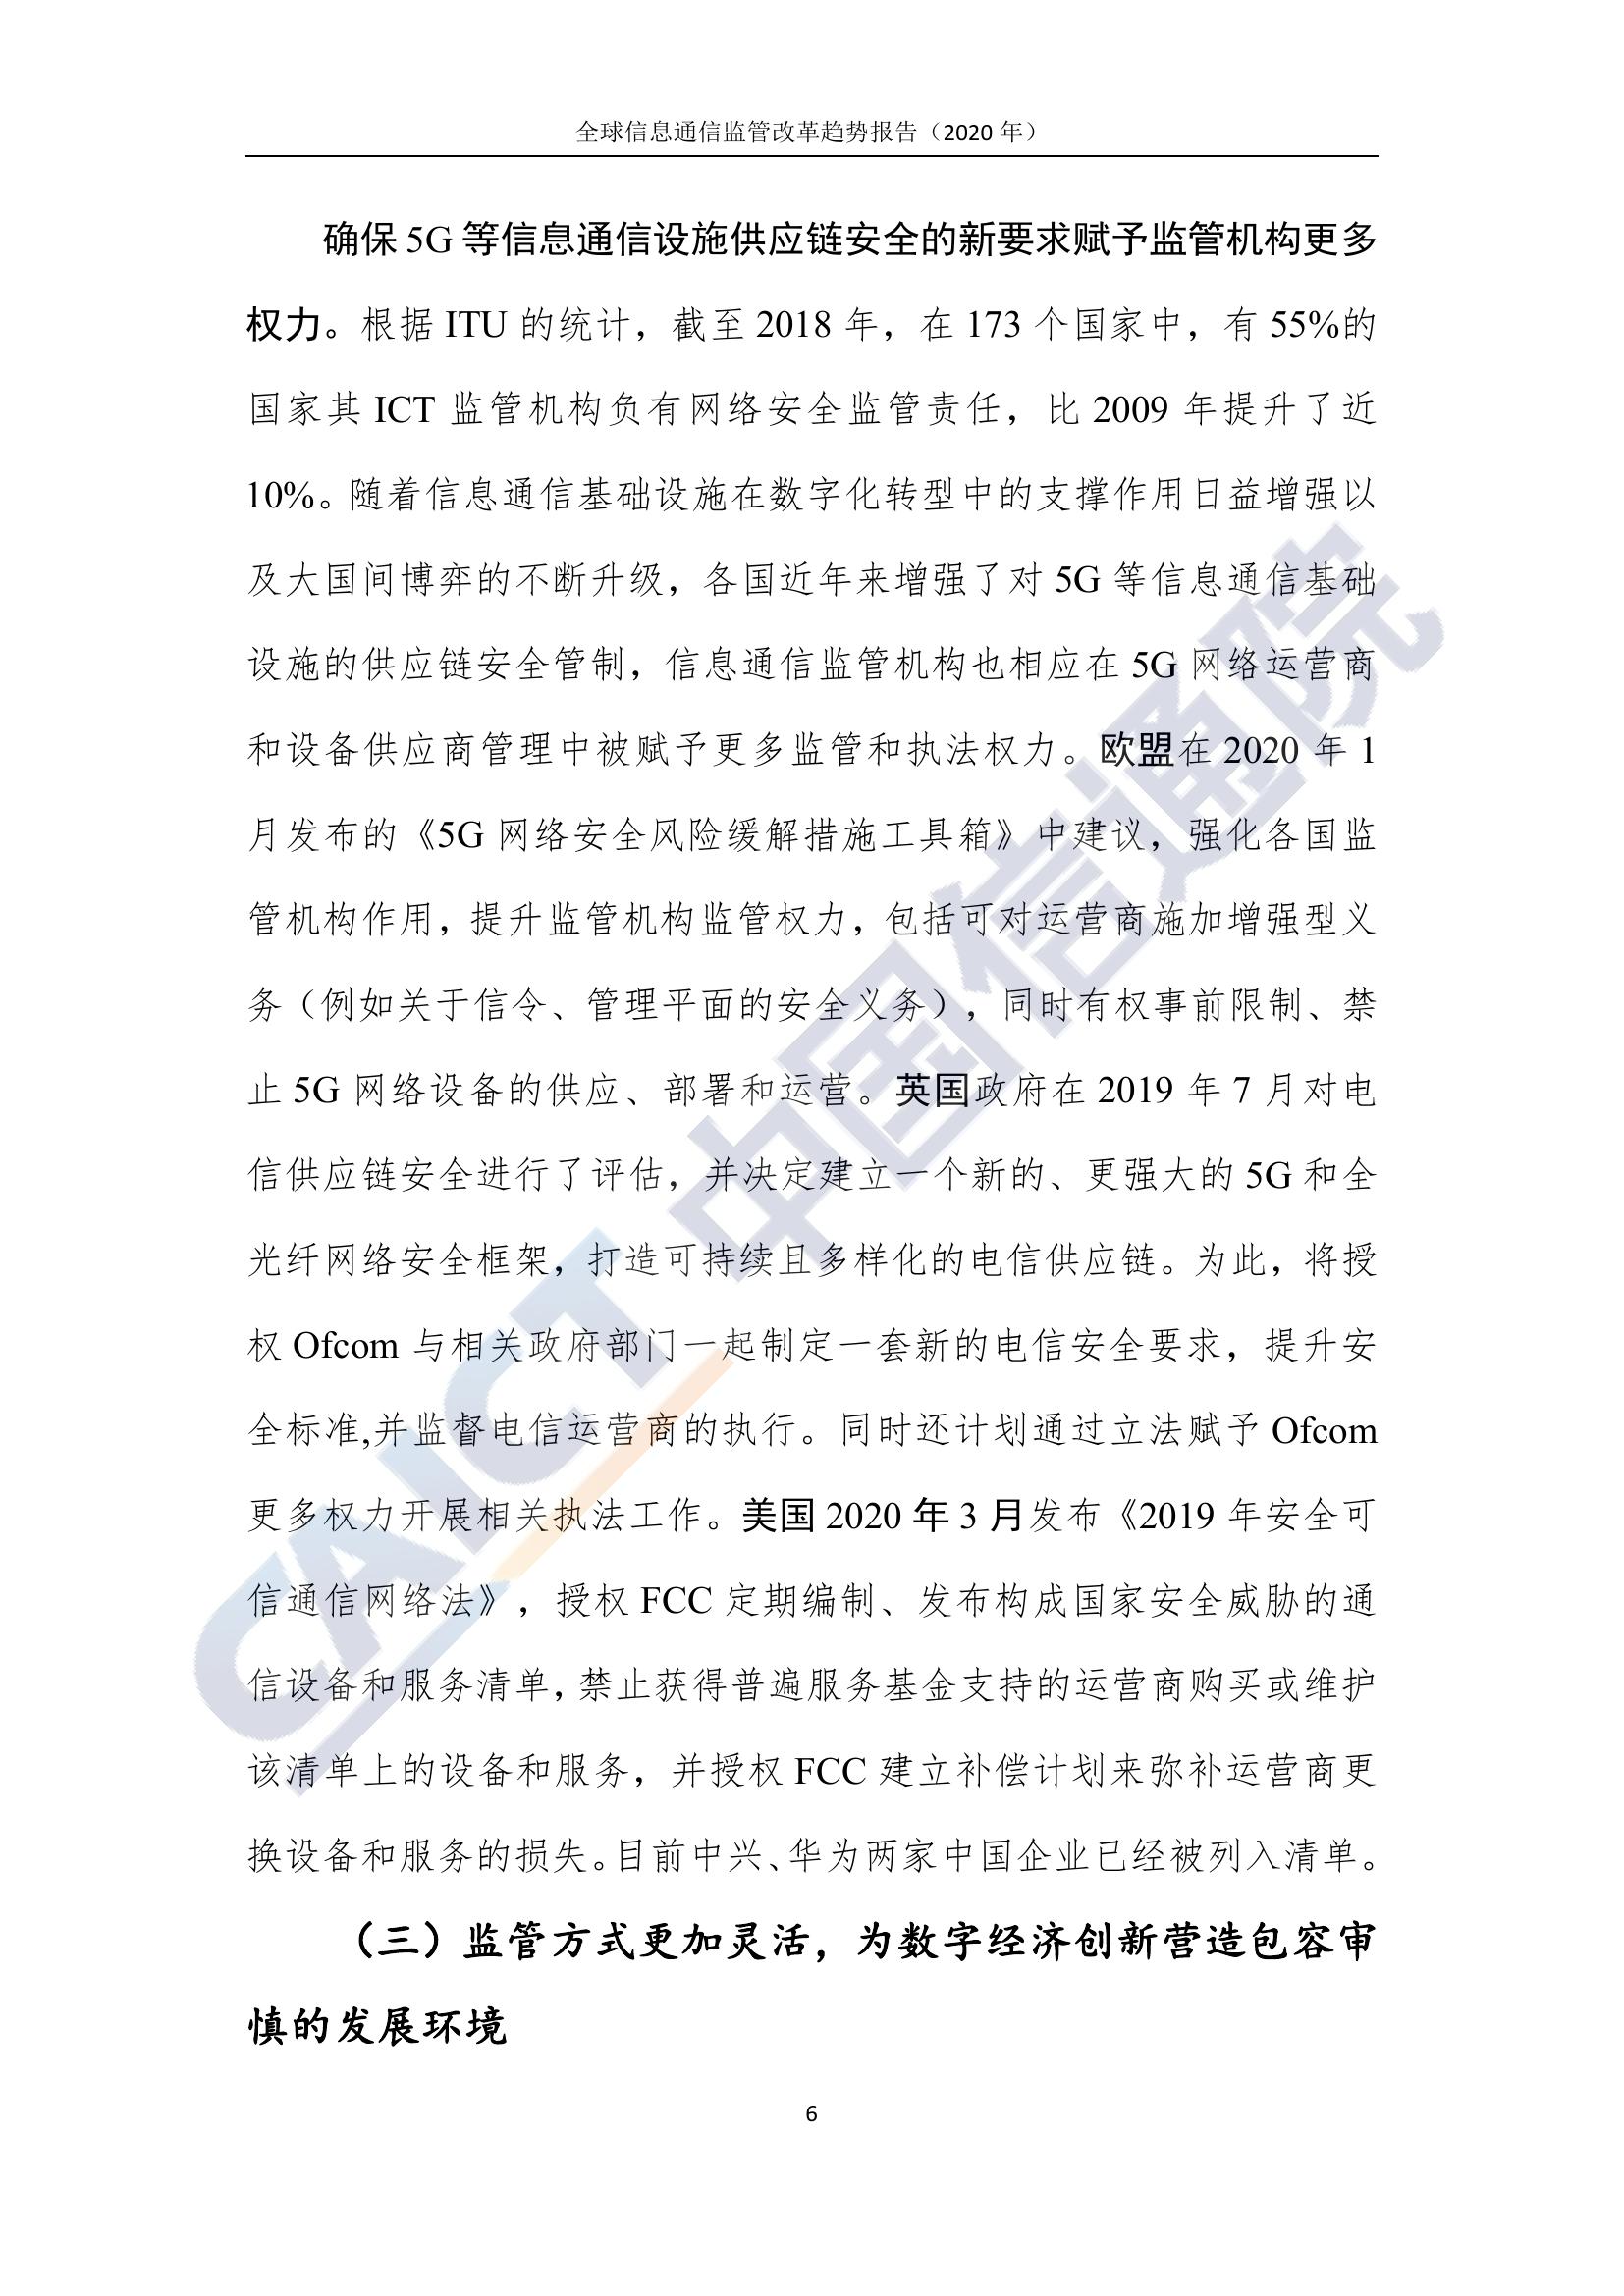 全球信息通信监管改革趋势报告（2020 年）
确保 5G 等信息通信设施供应链安全的新要求赋予监管机构更多
权力。根据 ITU 的统计，截至 2018 年，在 173 个国家中，有 55%的
国家其 ICT 监管机构负有网络安全监管责任，比 2009 年提升了近
10%。随着信息通信基础设施在数字化转型中的支撑作用日益增强以
及大国间博弈的不断升级，各国近年来增强了对 5G 等信息通信基础
设施的供应链安全管制，信息通信监管机构也相应在 5G 网络运营商
和设备供应商管理中被赋予更多监管和执法权力。欧盟在 2020 年 1
月发布的《5G 网络安全风险缓解措施工具箱》中建议，强化各国监
管机构作用，提升监管机构监管权力，包括可对运营商施加增强型义
务（例如关于信令、管理平面的安全义务），同时有权事前限制、禁
止 5G 网络设备的供应、部署和运营。英国政府在 2019 年 7 月对电
信供应链安全进行了评估，并决定建立一个新的、更强大的 5G 和全
光纤网络安全框架，打造可持续且多样化的电信供应链。为此，将授
权 Ofcom 与相关政府部门一起制定一套新的电信安全要求，提升安
全标准,并监督电信运营商的执行。同时还计划通过立法赋予 Ofcom
更多权力开展相关执法工作。美国 2020 年 3 月发布《2019 年安全可
信通信网络法》，授权 FCC 定期编制、发布构成国家安全威胁的通
信设备和服务清单，禁止获得普遍服务基金支持的运营商购买或维护
该清单上的设备和服务，并授权 FCC 建立补偿计划来弥补运营商更
换设备和服务的损失。目前中兴、华为两家中国企业已经被列入清单。
（三）监管方式更加灵活，为数字经济创新营造包容审
慎的发展环境
6
CAICT 中国信通院